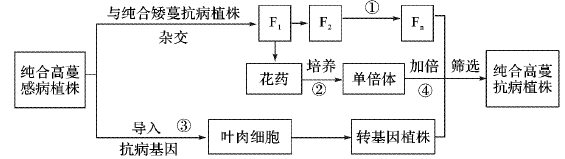 与纯合矮蔓抗病植株
杂交
F₁
F₂
①
Fₙ
纯合高蔓
感病植株
花药
培养
②
单倍体
加倍
④
筛选
纯合高蔓
抗病植株
导入
③
抗病基因
叶肉细胞
转基因植株